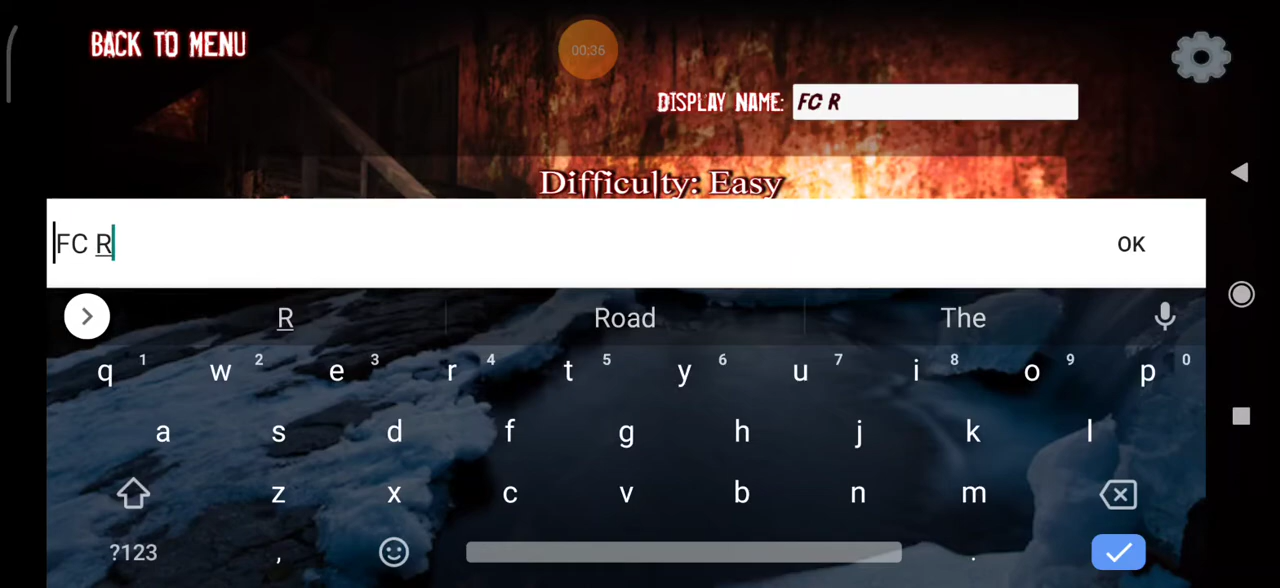 BACK TO MENU
00;36
DISPLAY NAME: FC R
Difficulty: Easy
FC R
OK
R Road The
q 1 w 2 e 3 r 4 t 5 y 6 u 7 i 8 o 9 p 0
a s d f g h j k l
z x c v b n m
?123 , .